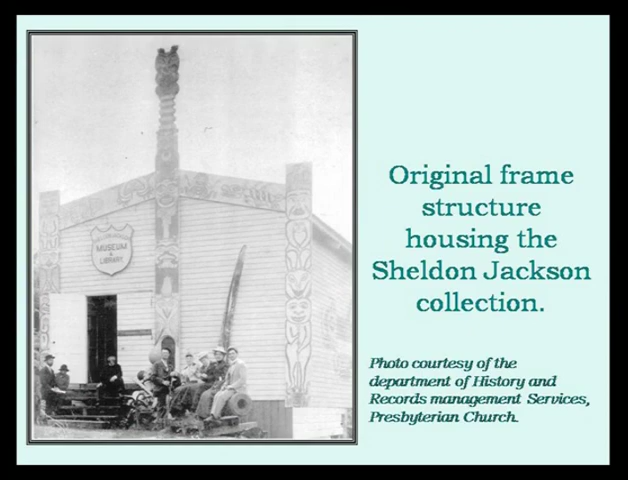 MUSEUM
&
LIBRARY
Original frame
structure
housing the
Sheldon Jackson
collection.
Photo courtesy of the
department of History and
Records management Services,
Presbyterian Church.